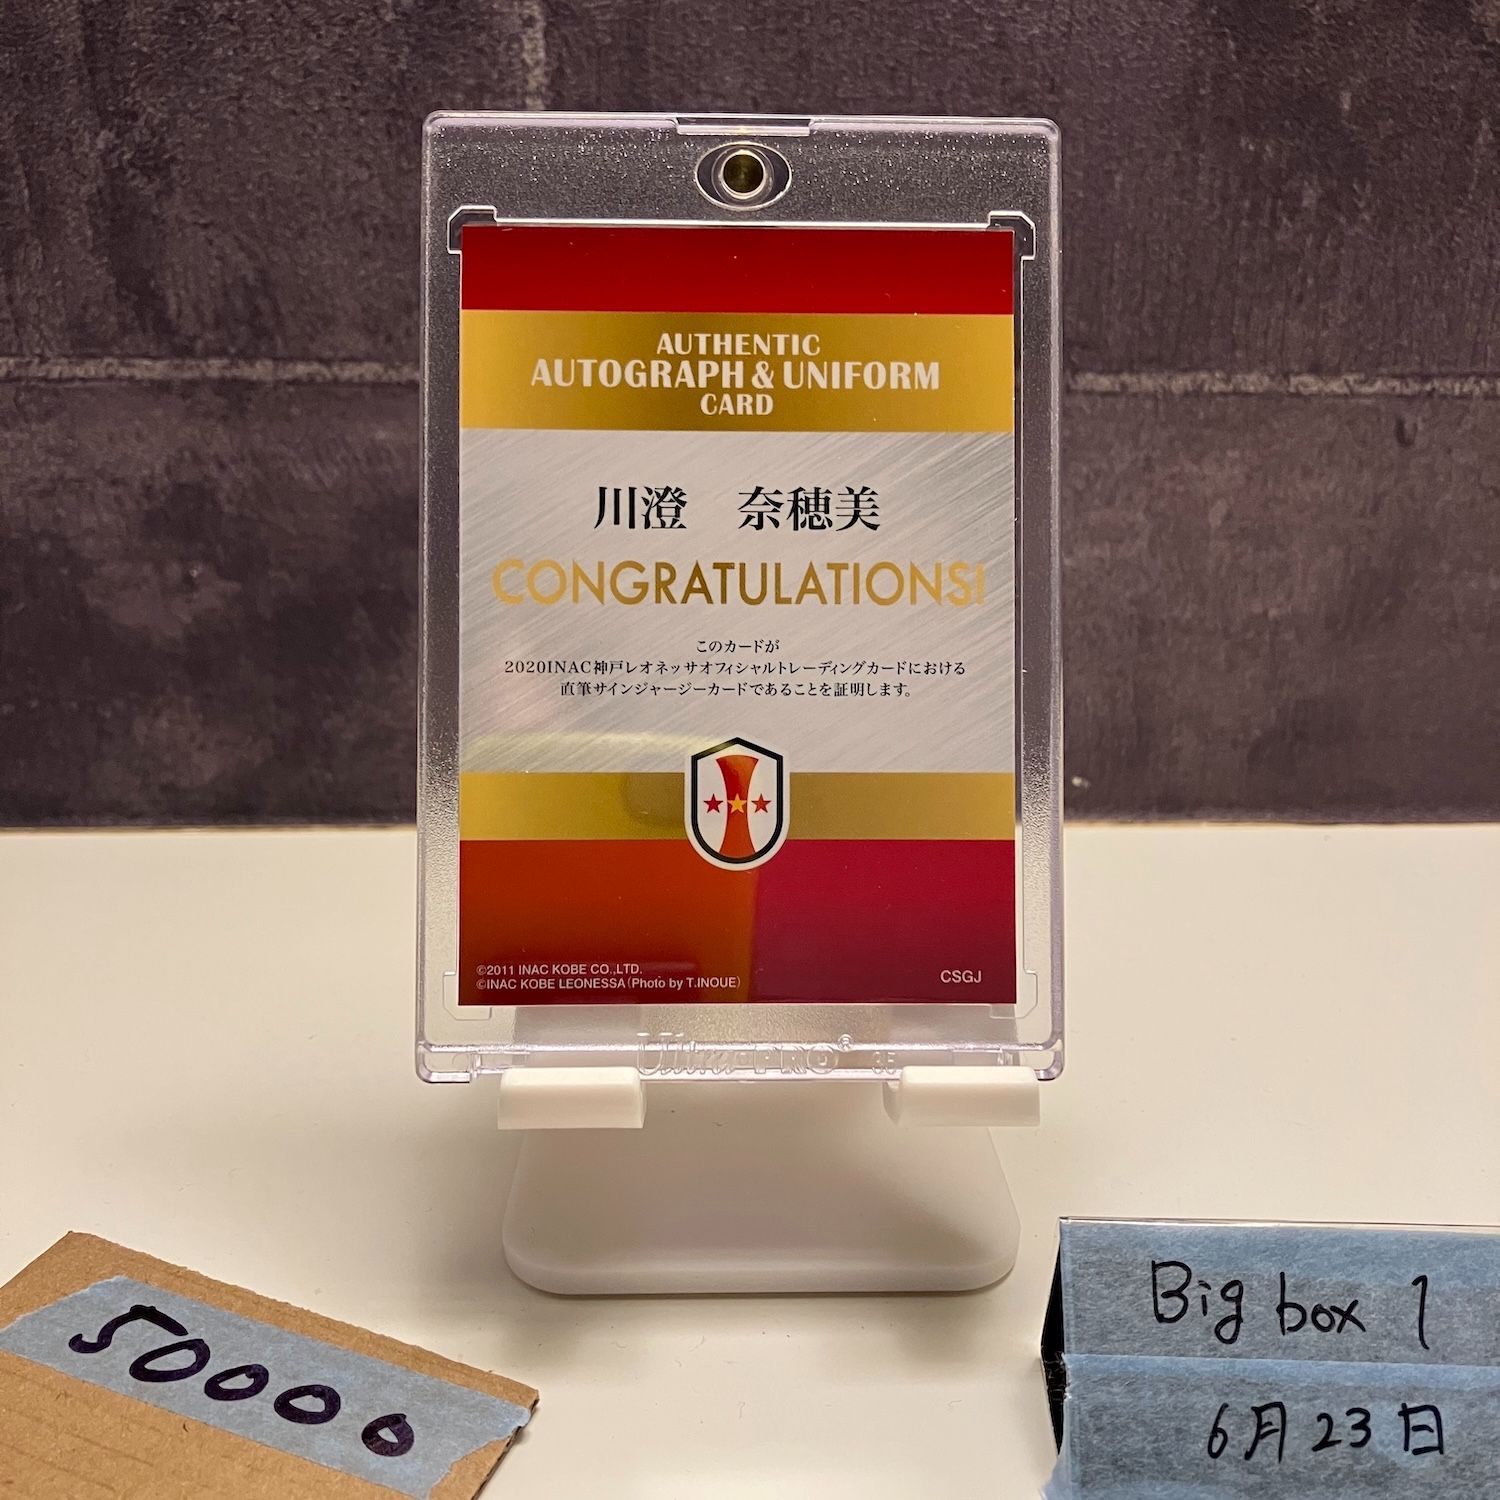 AUTHENTIC
AUTOGRAPH & UNIFORM
CARD
川澄　奈穂美
CONGRATULATIONS!
このカードが
2020INAC神戸レオネッサオフィシャルトレーディングカードにおける
直筆サインジャージーカードであることを証明します。
©2011 INAC KOBE CO.,LTD.
©INAC KOBE LEONESSA(Photo by T.INOUE)
CSGJ
Ultra•PRO®
50000
Big box 1
6月23日